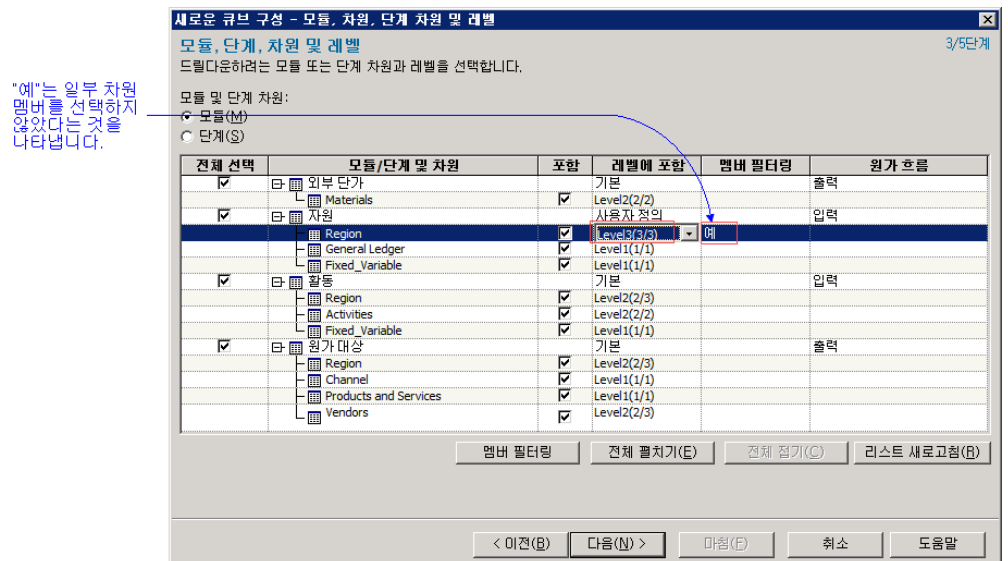 새로운 큐브 구성 - 모듈, 차원, 단계 차원 및 레벨
모듈, 단계, 차원 및 레벨
3/5단계
드릴다운하려는 모듈 또는 단계 차원과 레벨을 선택합니다.
"예"는 일부 차원
멤버를 선택하지
않았다는 것을
나타냅니다.
모듈 및 단계 차원:
모듈(M)
단계(S)
전체 선택 모듈/단계 및 차원 포함 레벨에 포함 멤버 필터링 원가 흐름
외부 단가 기본 출력
Materials Level2(2/2)
자원 사용자 정의 입력
Region Level3(3/3) 예
General Ledger Level1(1/1)
Fixed_Variable Level1(1/1)
활동 기본 입력
Region Level2(2/3)
Activities Level2(2/2)
Fixed_Variable Level1(1/1)
원가 대상 기본 출력
Region Level2(2/3)
Channel Level1(1/1)
Products and Services Level1(1/1)
Vendors Level2(2/3)
멤버 필터링 전체 펼치기(E) 전체 접기(C) 리스트 새로고침(R)
< 이전(B) 다음(N) > 마침(F) 취소 도움말